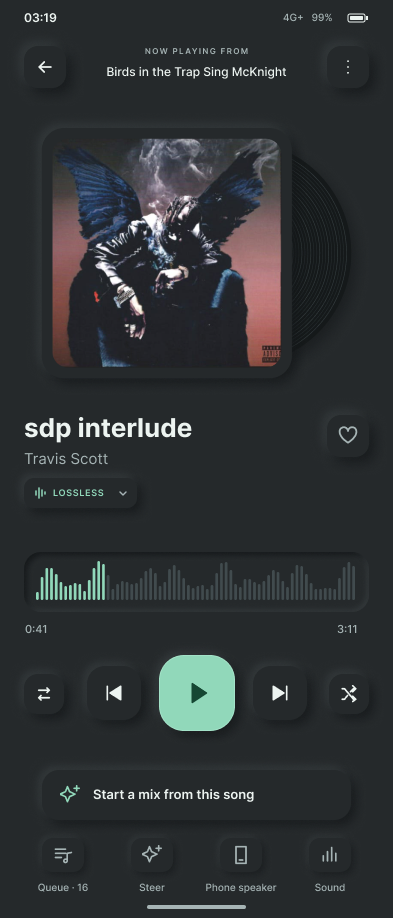 03:19
4G+ 99%
NOW PLAYING FROM
Birds in the Trap Sing McKnight
sdp interlude
Travis Scott
LOSSLESS
0:41
3:11
Start a mix from this song
Queue · 16
Steer
Phone speaker
Sound